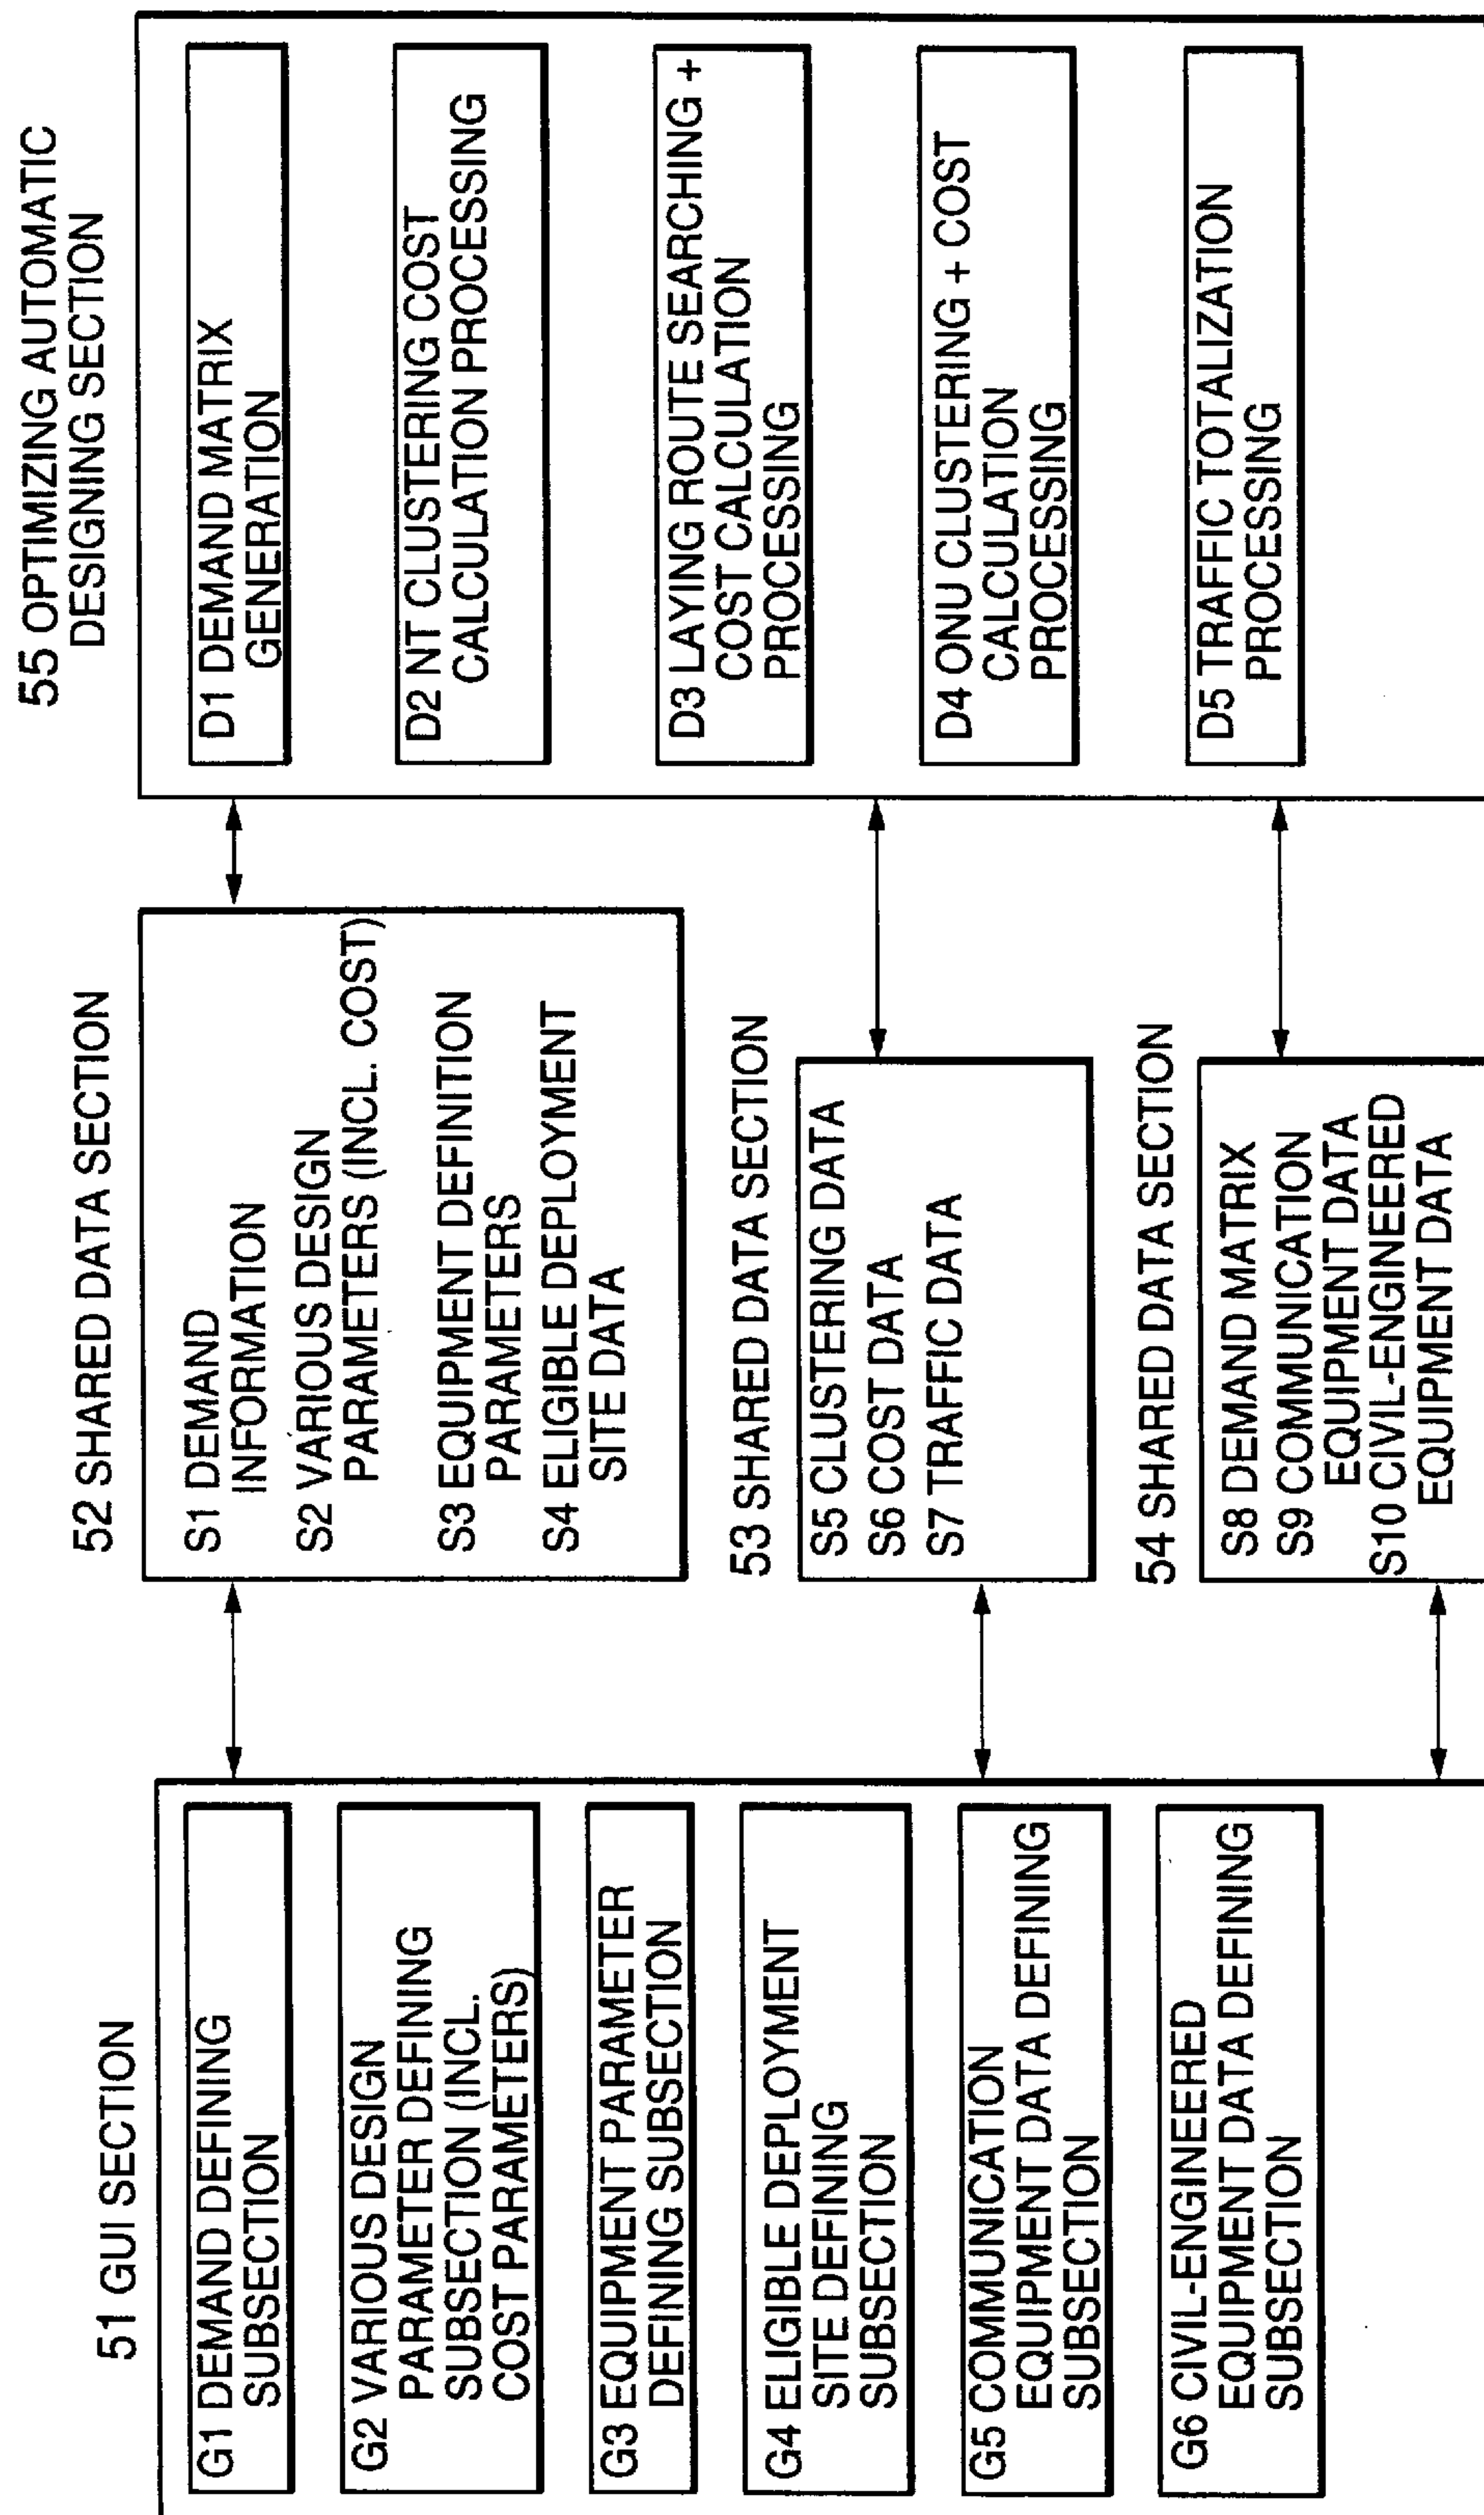 51 GUI SECTION
G1 DEMAND DEFINING
SUBSECTION
G2 VARIOUS DESIGN
PARAMETER DEFINING
SUBSECTION (INCL.
COST PARAMETERS)
G3 EQUIPMENT PARAMETER
DEFINING SUBSECTION
G4 ELIGIBLE DEPLOYMENT
SITE DEFINING
SUBSECTION
G5 COMMUNICATION
EQUIPMENT DATA DEFINING
SUBSECTION
G6 CIVIL-ENGINEERED
EQUIPMENT DATA DEFINING
SUBSECTION
52 SHARED DATA SECTION
S1 DEMAND
INFORMATION
S2 VARIOUS DESIGN
PARAMETERS (INCL. COST)
S3 EQUIPMENT DEFINITION
PARAMETERS
S4 ELIGIBLE DEPLOYMENT
SITE DATA
53 SHARED DATA SECTION
S5 CLUSTERING DATA
S6 COST DATA
S7 TRAFFIC DATA
54 SHARED DATA SECTION
S8 DEMAND MATRIX
S9 COMMUNICATION
EQUIPMENT DATA
S10 CIVIL-ENGINEERED
EQUIPMENT DATA
55 OPTIMIZING AUTOMATIC
DESIGNING SECTION
D1 DEMAND MATRIX
GENERATION
D2 NT CLUSTERING COST
CALCULATION PROCESSING
D3 LAYING ROUTE SEARCHING +
COST CALCULATION
PROCESSING
D4 ONU CLUSTERING + COST
CALCULATION
PROCESSING
D5 TRAFFIC TOTALIZATION
PROCESSING